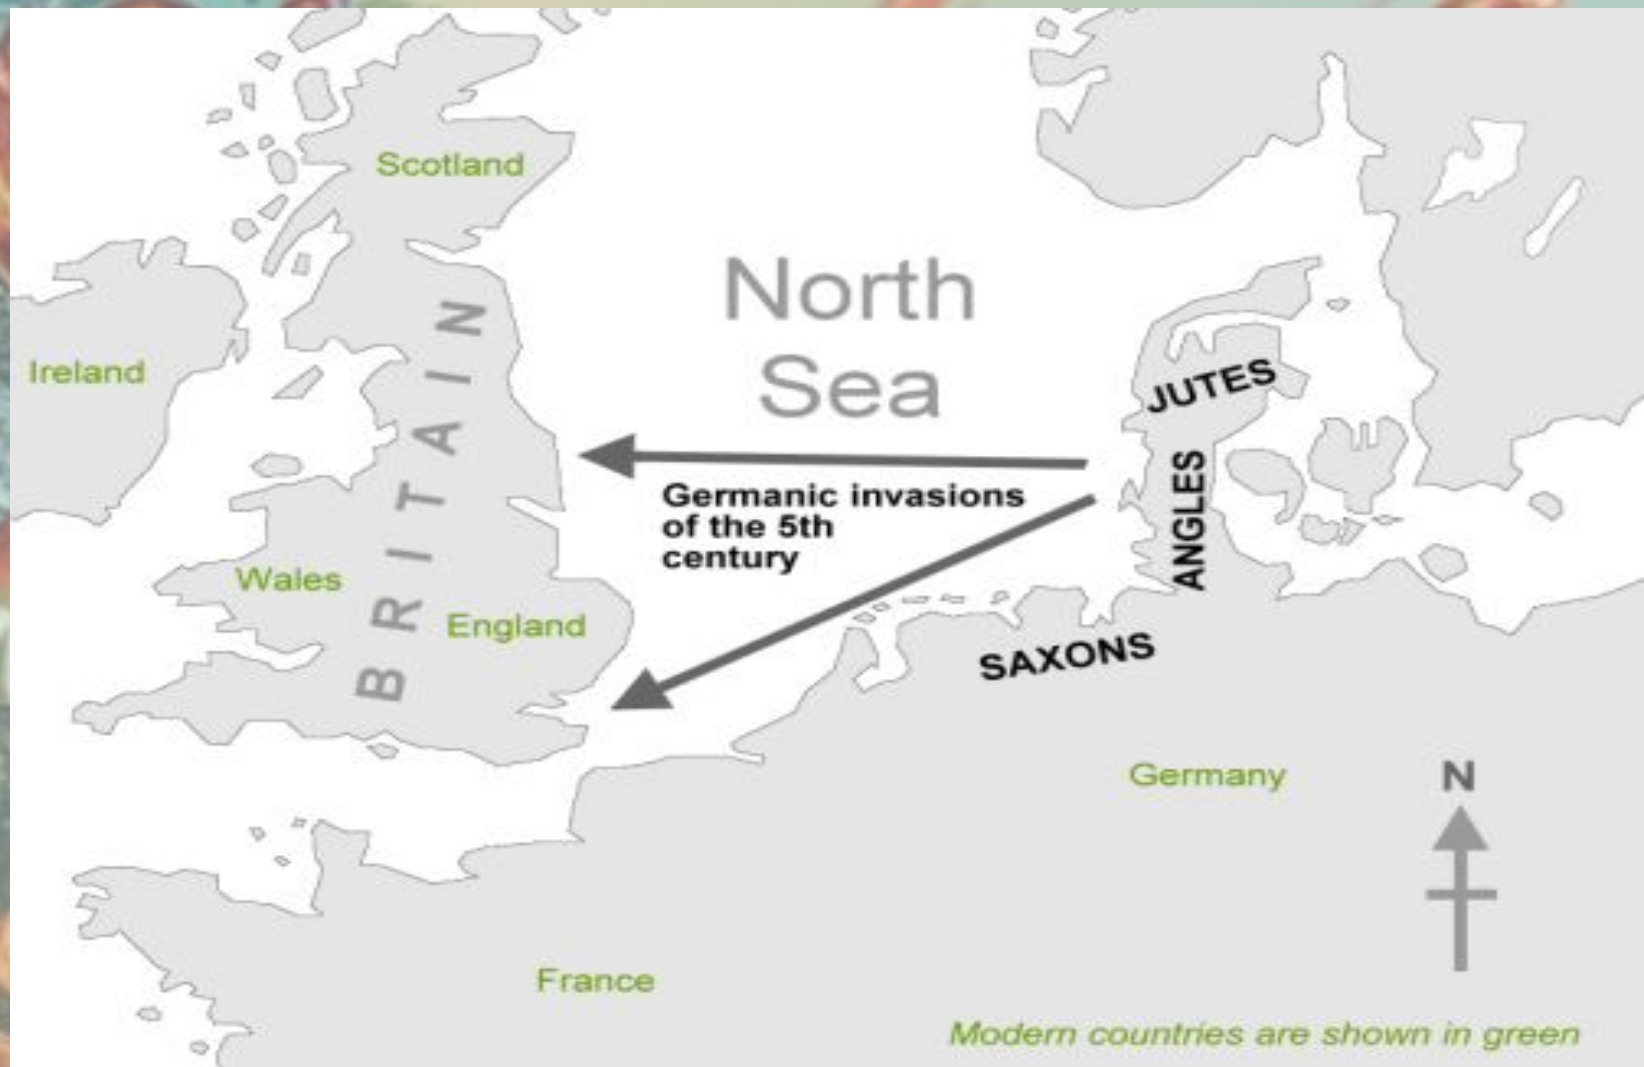 Scotland
North
Sea
Ireland
BRITAIN
JUTES
Germanic invasions
of the 5th
century
ANGLES
Wales
England
SAXONS
Germany
N
France
Modern countries are shown in green